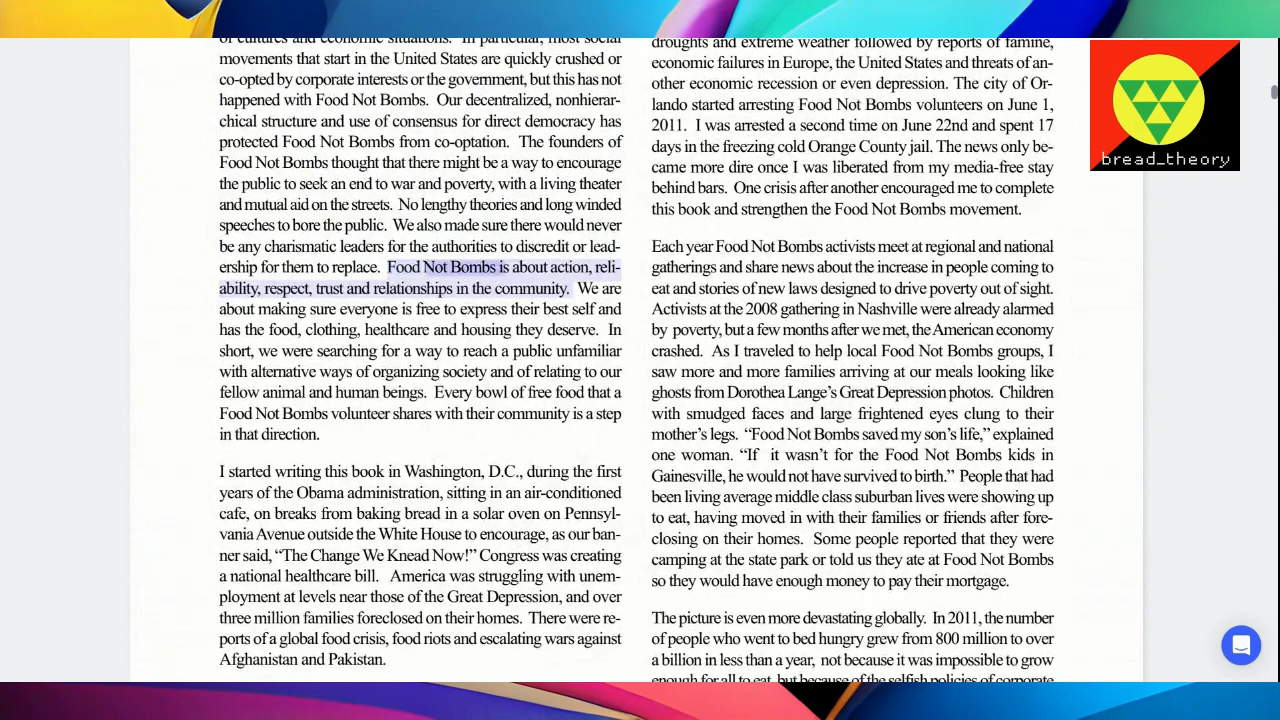 of cultures and economic situations. In particular, most social
movements that start in the United States are quickly crushed or
co-opted by corporate interests or the government, but this has not
happened with Food Not Bombs. Our decentralized, nonhierar-
chical structure and use of consensus for direct democracy has
protected Food Not Bombs from co-optation. The founders of
Food Not Bombs thought that there might be a way to encourage
the public to seek an end to war and poverty, with a living theater
and mutual aid on the streets. No lengthy theories and long winded
speeches to bore the public. We also made sure there would never
be any charismatic leaders for the authorities to discredit or lead-
ership for them to replace. Food Not Bombs is about action, reli-
ability, respect, trust and relationships in the community. We are
about making sure everyone is free to express their best self and
has the food, clothing, healthcare and housing they deserve. In
short, we were searching for a way to reach a public unfamiliar
with alternative ways of organizing society and of relating to our
fellow animal and human beings. Every bowl of free food that a
Food Not Bombs volunteer shares with their community is a step
in that direction.
I started writing this book in Washington, D.C., during the first
years of the Obama administration, sitting in an air-conditioned
cafe, on breaks from baking bread in a solar oven on Pennsyl-
vania Avenue outside the White House to encourage, as our ban-
ner said, “The Change We Knead Now!” Congress was creating
a national healthcare bill. America was struggling with unem-
ployment at levels near those of the Great Depression, and over
three million families foreclosed on their homes. There were re-
ports of a global food crisis, food riots and escalating wars against
Afghanistan and Pakistan.
droughts and extreme weather followed by reports of famine,
economic failures in Europe, the United States and threats of an-
other economic recession or even depression. The city of Or-
lando started arresting Food Not Bombs volunteers on June 1,
2011. I was arrested a second time on June 22nd and spent 17
days in the freezing cold Orange County jail. The news only be-
came more dire once I was liberated from my media-free stay
behind bars. One crisis after another encouraged me to complete
this book and strengthen the Food Not Bombs movement.
Each year Food Not Bombs activists meet at regional and national
gatherings and share news about the increase in people coming to
eat and stories of new laws designed to drive poverty out of sight.
Activists at the 2008 gathering in Nashville were already alarmed
by poverty, but a few months after we met, the American economy
crashed. As I traveled to help local Food Not Bombs groups, I
saw more and more families arriving at our meals looking like
ghosts from Dorothea Lange’s Great Depression photos. Children
with smudged faces and large frightened eyes clung to their
mother’s legs. “Food Not Bombs saved my son’s life,” explained
one woman. “If it wasn’t for the Food Not Bombs kids in
Gainesville, he would not have survived to birth.” People that had
been living average middle class suburban lives were showing up
to eat, having moved in with their families or friends after fore-
closing on their homes. Some people reported that they were
camping at the state park or told us they ate at Food Not Bombs
so they would have enough money to pay their mortgage.
The picture is even more devastating globally. In 2011, the number
of people who went to bed hungry grew from 800 million to over
a billion in less than a year, not because it was impossible to grow
enough for all to eat, but because of the selfish policies of corporate
bread_theory